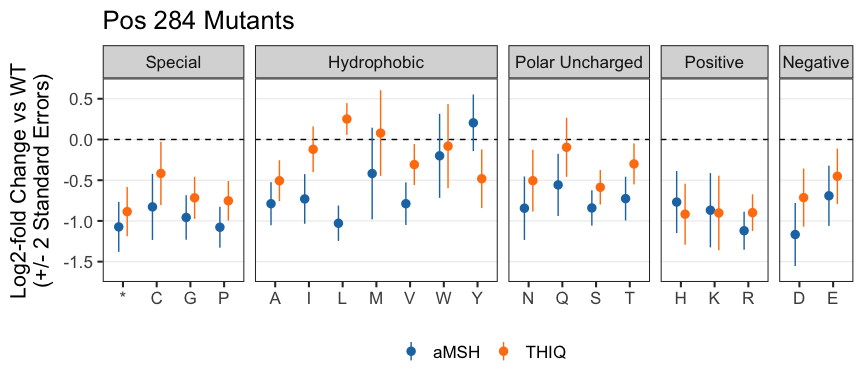 Pos 284 Mutants
Log2-fold Change vs WT
(+/- 2 Standard Errors)
Special
Hydrophobic
Polar Uncharged
Positive
Negative
0.5
0.0
-0.5
-1.0
-1.5
* C G P
A I L M V W Y
N Q S T
H K R
D E
aMSH THIQ